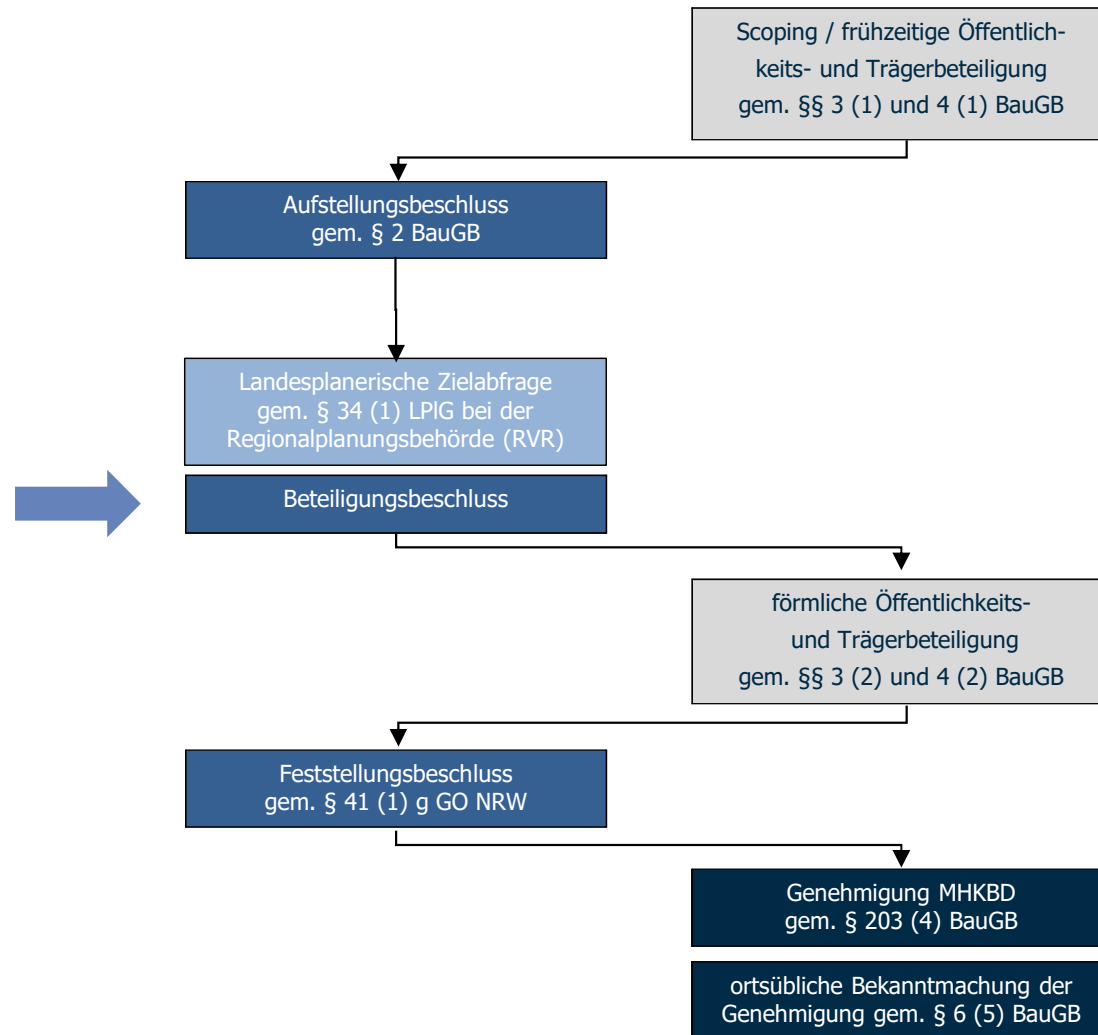 Scoping / frühzeitige Öffentlich-
keits- und Trägerbeteiligung
gem. §§ 3 (1) und 4 (1) BauGB
Aufstellungsbeschluss
gem. § 2 BauGB
Landesplanerische Zielabfrage
gem. § 34 (1) LPlG bei der
Regionalplanungsbehörde (RVR)
Beteiligungsbeschluss
förmliche Öffentlichkeits-
und Trägerbeteiligung
gem. §§ 3 (2) und 4 (2) BauGB
Feststellungsbeschluss
gem. § 41 (1) g GO NRW
Genehmigung MHKBD
gem. § 203 (4) BauGB
ortsübliche Bekanntmachung der
Genehmigung gem. § 6 (5) BauGB